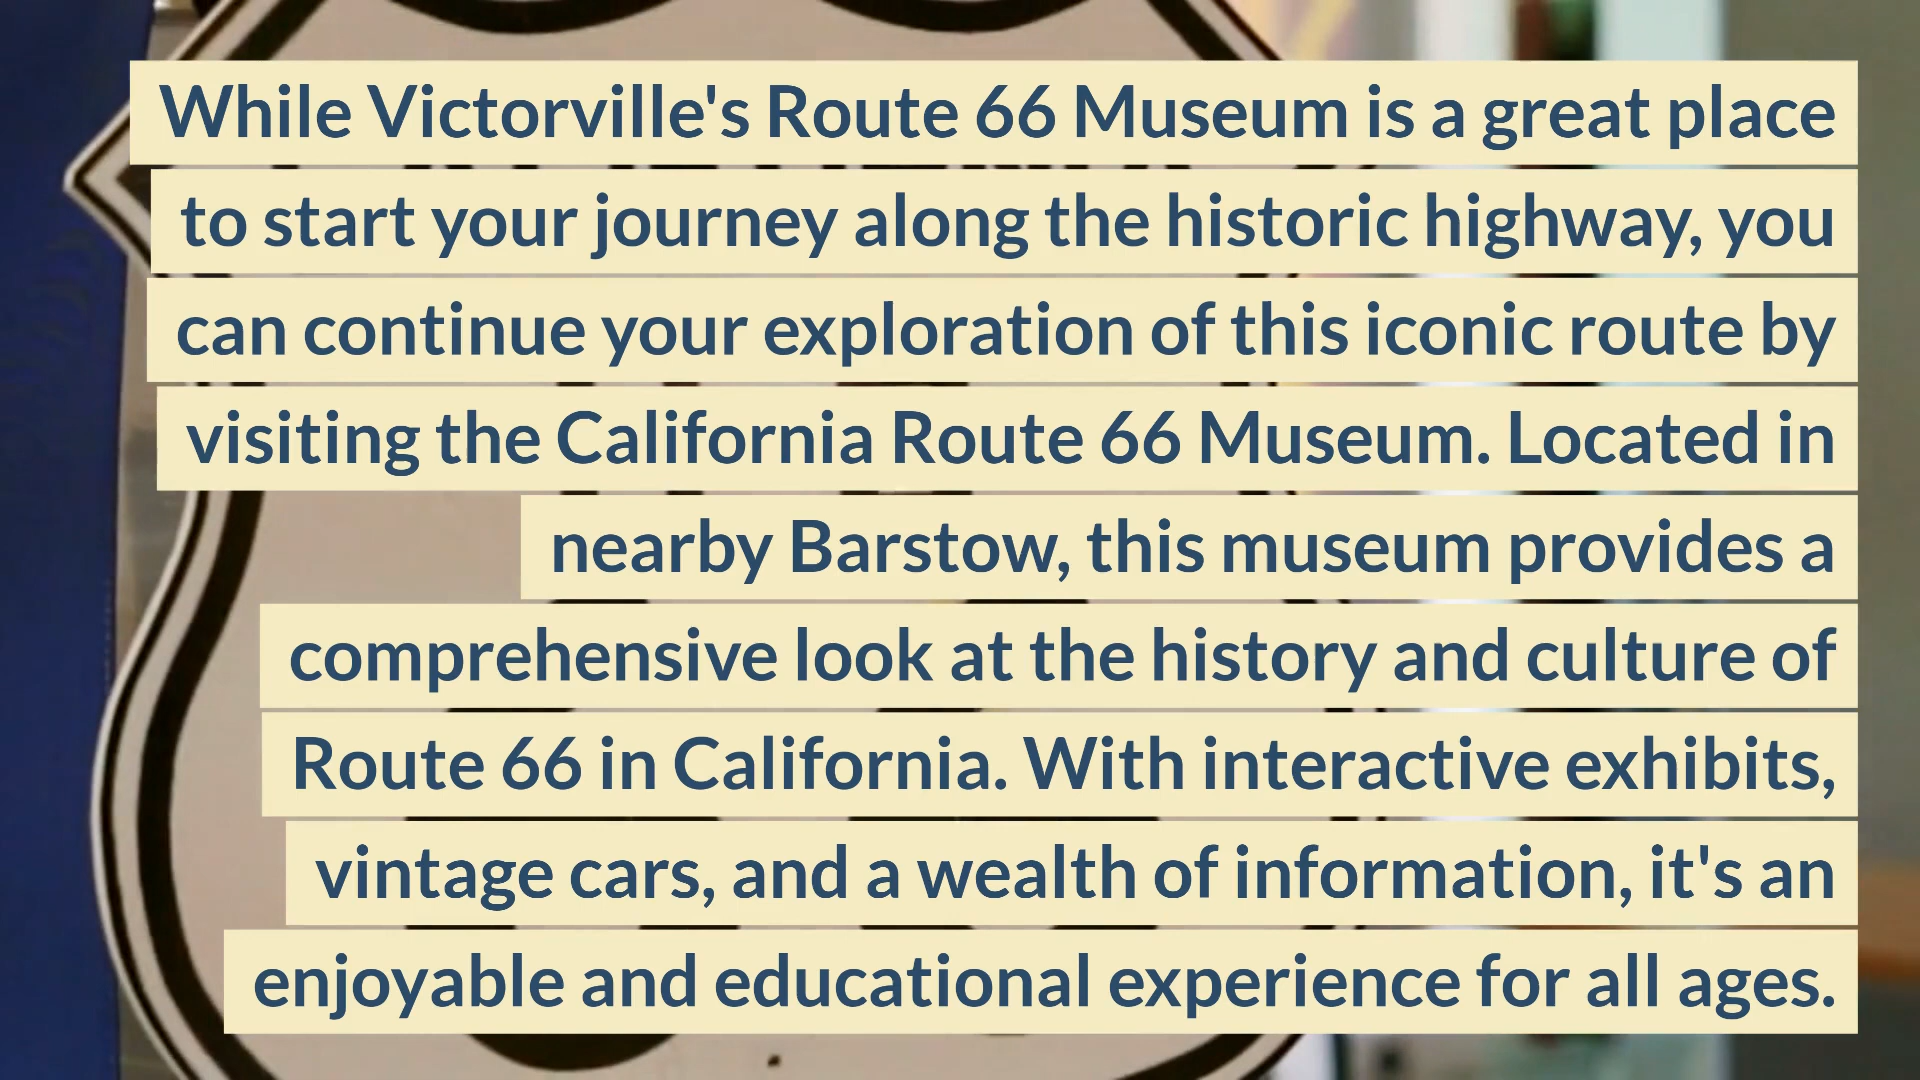 While Victorville's Route 66 Museum is a great place
to start your journey along the historic highway, you
can continue your exploration of this iconic route by
visiting the California Route 66 Museum. Located in
nearby Barstow, this museum provides a
comprehensive look at the history and culture of
Route 66 in California. With interactive exhibits,
vintage cars, and a wealth of information, it's an
enjoyable and educational experience for all ages.